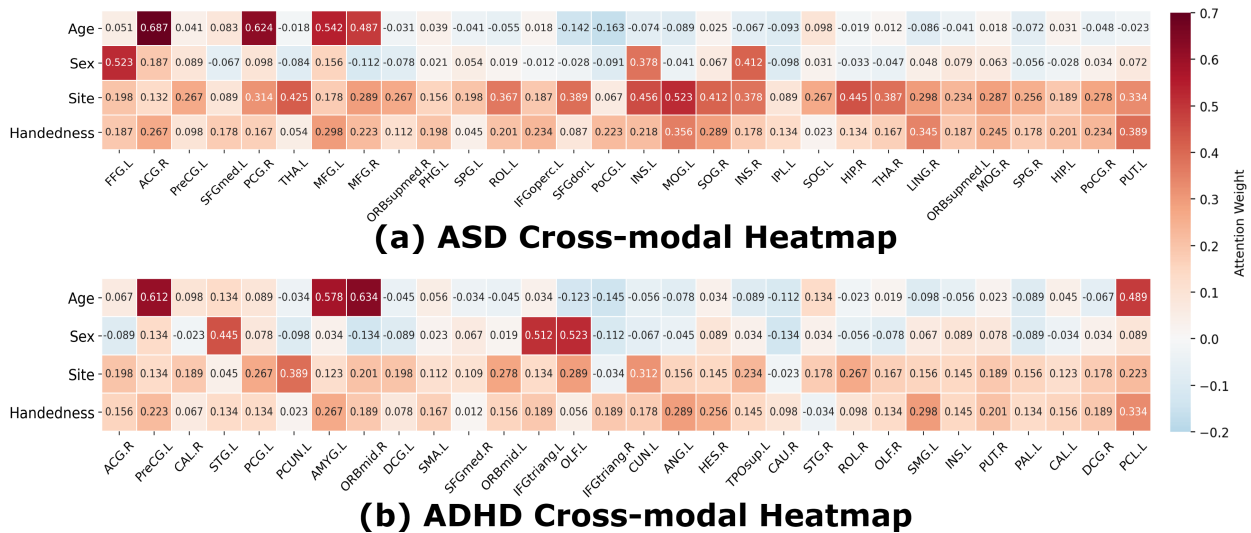 Age 0.051 0.687 0.041 0.083 0.624 -0.018 0.542 0.487 -0.031 0.039 -0.041 -0.055 0.018 -0.142 -0.163 -0.074 -0.089 0.025 -0.067 -0.093 0.098 -0.019 0.012 -0.086 -0.041 -0.018 -0.072 0.031 -0.018 -0.023
Sex 0.523 0.187 0.089 -0.067 0.098 -0.084 0.156 -0.112 -0.078 0.021 0.054 0.019 -0.012 -0.028 -0.091 0.378 -0.041 0.067 0.412 -0.098 0.031 -0.033 -0.047 0.048 0.079 0.063 -0.056 -0.028 0.034 0.072
Site 0.198 0.132 0.267 0.089 0.314 0.425 0.178 0.289 0.267 0.156 0.198 0.367 0.187 0.389 0.067 0.456 0.523 0.412 0.378 0.089 0.267 0.445 0.387 0.298 0.234 0.287 0.256 0.189 0.278 0.334
Handedness 0.187 0.267 0.098 0.178 0.167 0.054 0.298 0.223 0.112 0.198 0.045 0.201 0.234 0.087 0.223 0.218 0.356 0.289 0.178 0.134 0.023 0.134 0.167 0.345 0.187 0.245 0.178 0.201 0.234 0.389
FFG.L ACG.R PreCG.L SFGmed.L PCG.R THA.L MFG.L MFG.R ORBsupmed.R PHG.L SPG.L ROL.L IFGoperc.L SFGdor.L PoCG.L INS.L MOG.L SOG.R INS.R IPL.L SOG.L HIP.R THA.R LING.R ORBsupmed.L MOG.R SPG.R HIP.L PoCG.R PUT.L
(a) ASD Cross-modal Heatmap
Age 0.067 0.612 0.098 0.134 0.089 -0.034 0.578 0.634 -0.045 0.056 -0.034 -0.045 0.034 -0.123 -0.145 -0.056 -0.078 0.034 -0.089 -0.112 0.134 -0.023 0.019 -0.098 -0.056 0.023 -0.089 0.045 -0.067 0.489
Sex -0.089 0.134 -0.023 0.445 0.078 -0.098 0.034 -0.134 -0.089 0.023 -0.067 0.019 0.512 0.523 -0.112 -0.067 -0.045 0.089 0.034 -0.134 0.034 -0.056 -0.078 0.067 0.089 0.078 -0.089 -0.034 0.034 0.089
Site 0.198 0.134 0.189 0.045 0.267 0.389 0.123 0.201 0.198 0.112 0.109 0.278 0.134 0.289 -0.034 0.312 0.156 0.145 0.234 -0.023 0.178 0.267 0.167 0.156 0.145 0.189 0.156 0.123 0.178 0.223
Handedness 0.156 0.223 0.067 0.134 0.134 0.023 0.267 0.189 0.078 0.167 0.012 0.156 0.189 0.056 0.189 0.178 0.289 0.256 0.145 0.098 -0.034 0.098 0.134 0.298 0.145 0.201 0.134 0.156 0.189 0.334
ACG.R PreCG.L CAL.R STG.L PCG.L PCUN.L AMYG.L ORBmid.R DCG.L SMA.L SFGmed.R ORBmid.L IFGtriang.L OLF.L IFGtriang.R CUN.L ANG.L HES.R TPOsup.L CAU.R STG.R ROL.R OLF.R SMG.L INS.L PUT.R PAL.L CAL.L DCG.R PCL.L
(b) ADHD Cross-modal Heatmap
0.7
0.6
0.5
0.4
0.3
0.2
0.1
0.0
−0.1
−0.2
Attention Weight